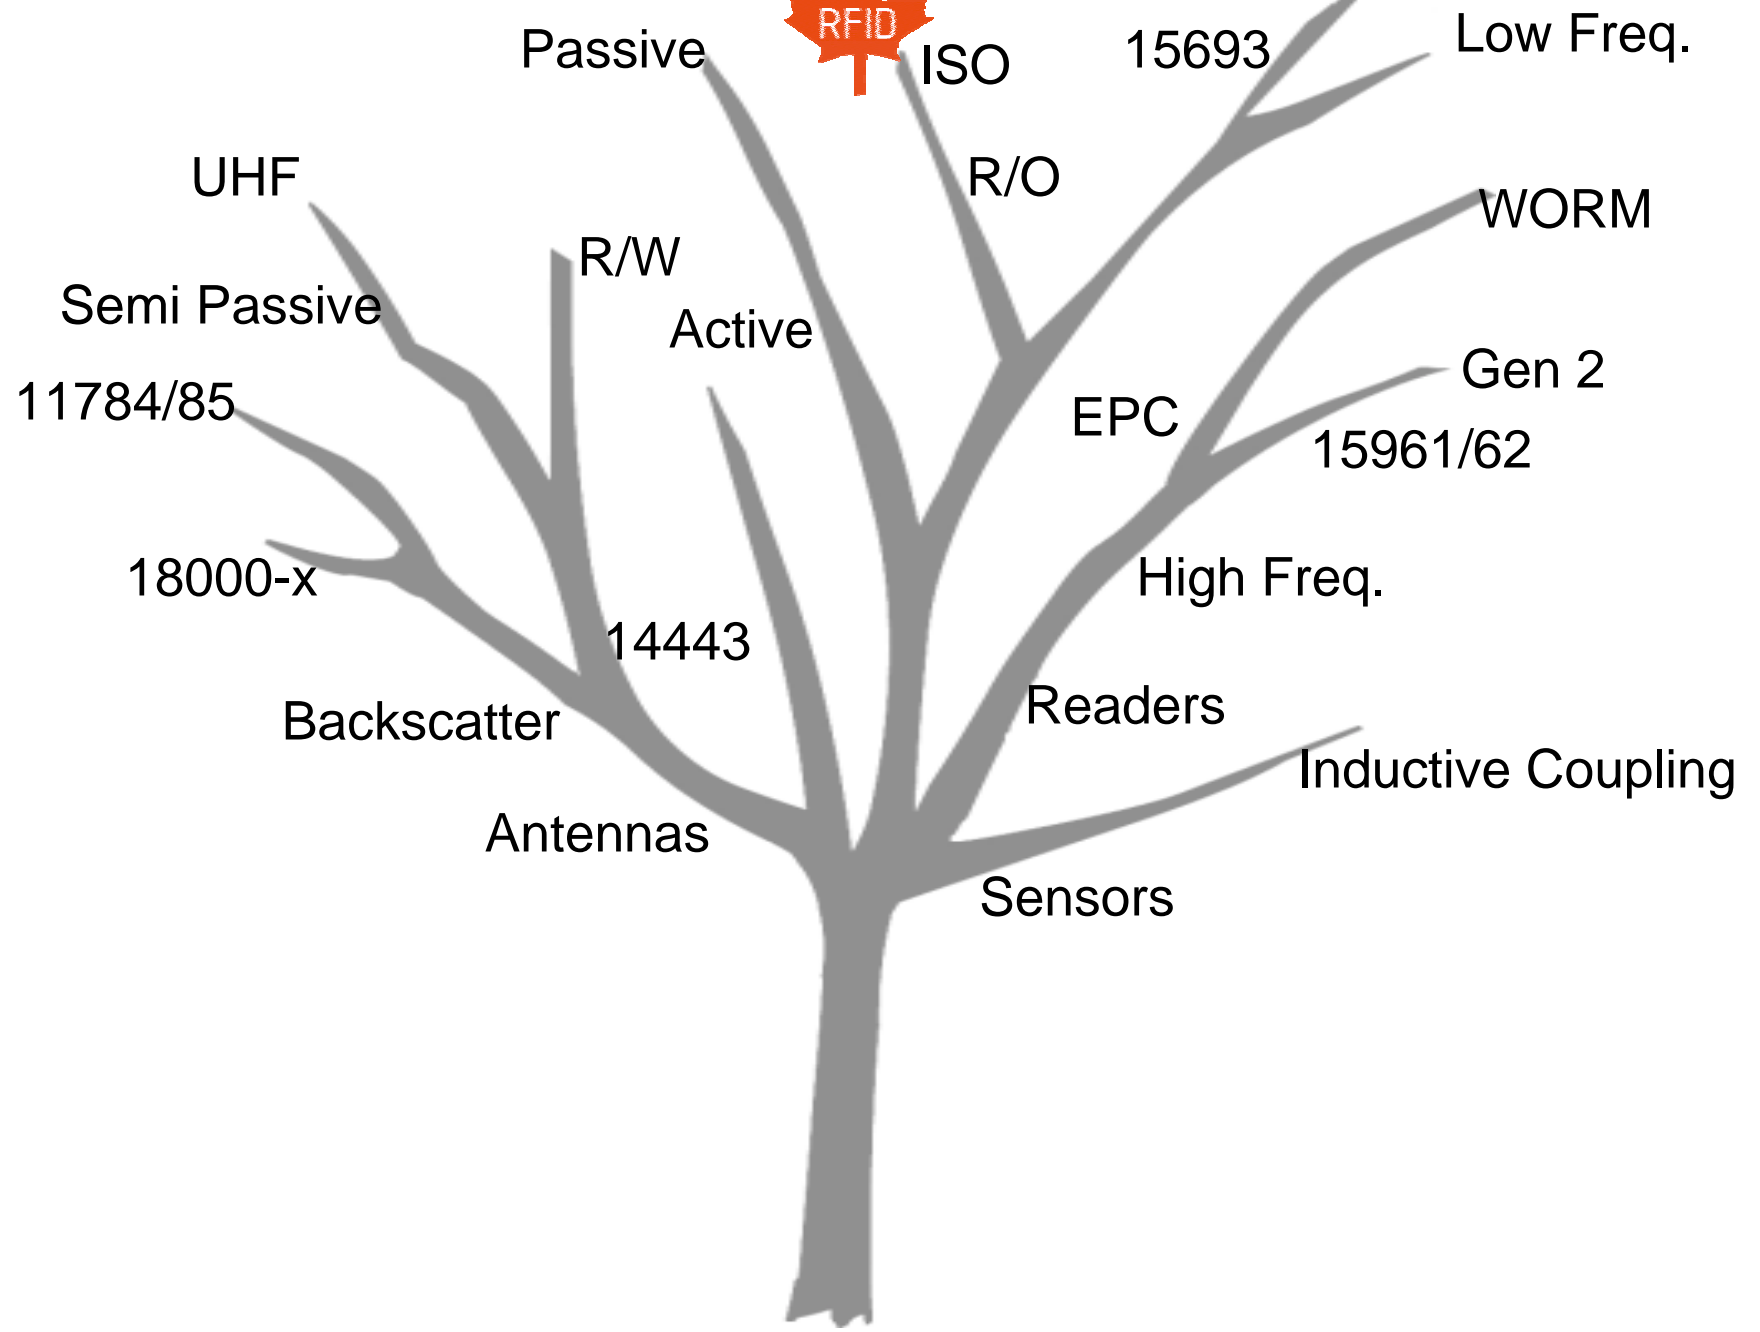 RFID
Passive
ISO
15693
Low Freq.
UHF
R/O
WORM
R/W
Semi Passive
Active
Gen 2
11784/85
EPC
15961/62
18000-x
High Freq.
14443
Backscatter
Readers
Inductive Coupling
Antennas
Sensors